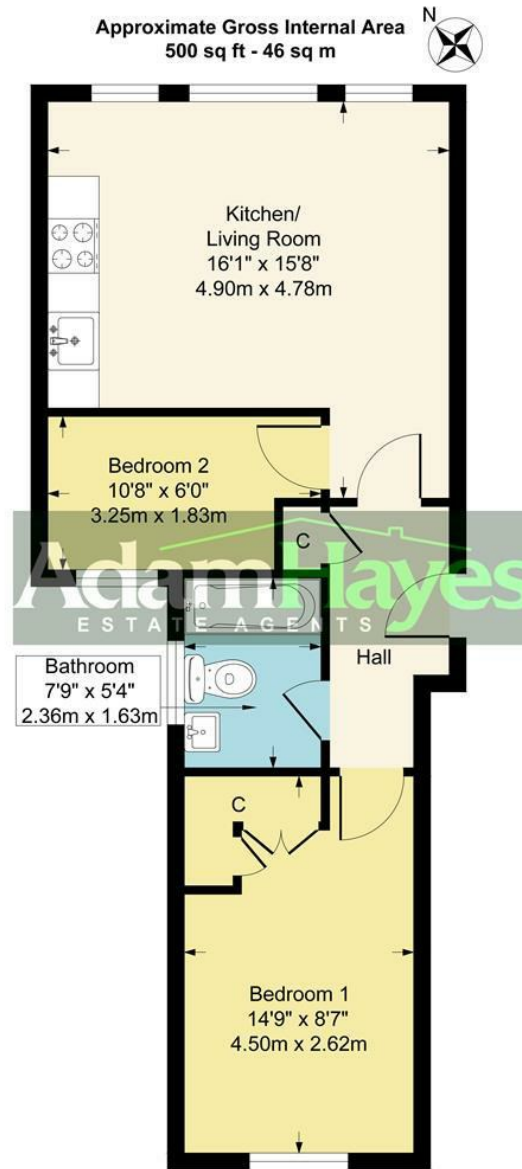 Approximate Gross Internal Area
500 sq ft - 46 sq m
N
Kitchen/
Living Room
16'1" x 15'8"
4.90m x 4.78m
Bedroom 2
10'8" x 6'0"
3.25m x 1.83m
C
AdamHayes
ESTATE AGENTS
Hall
Bathroom
7'9" x 5'4"
2.36m x 1.63m
C
Bedroom 1
14'9" x 8'7"
4.50m x 2.62m